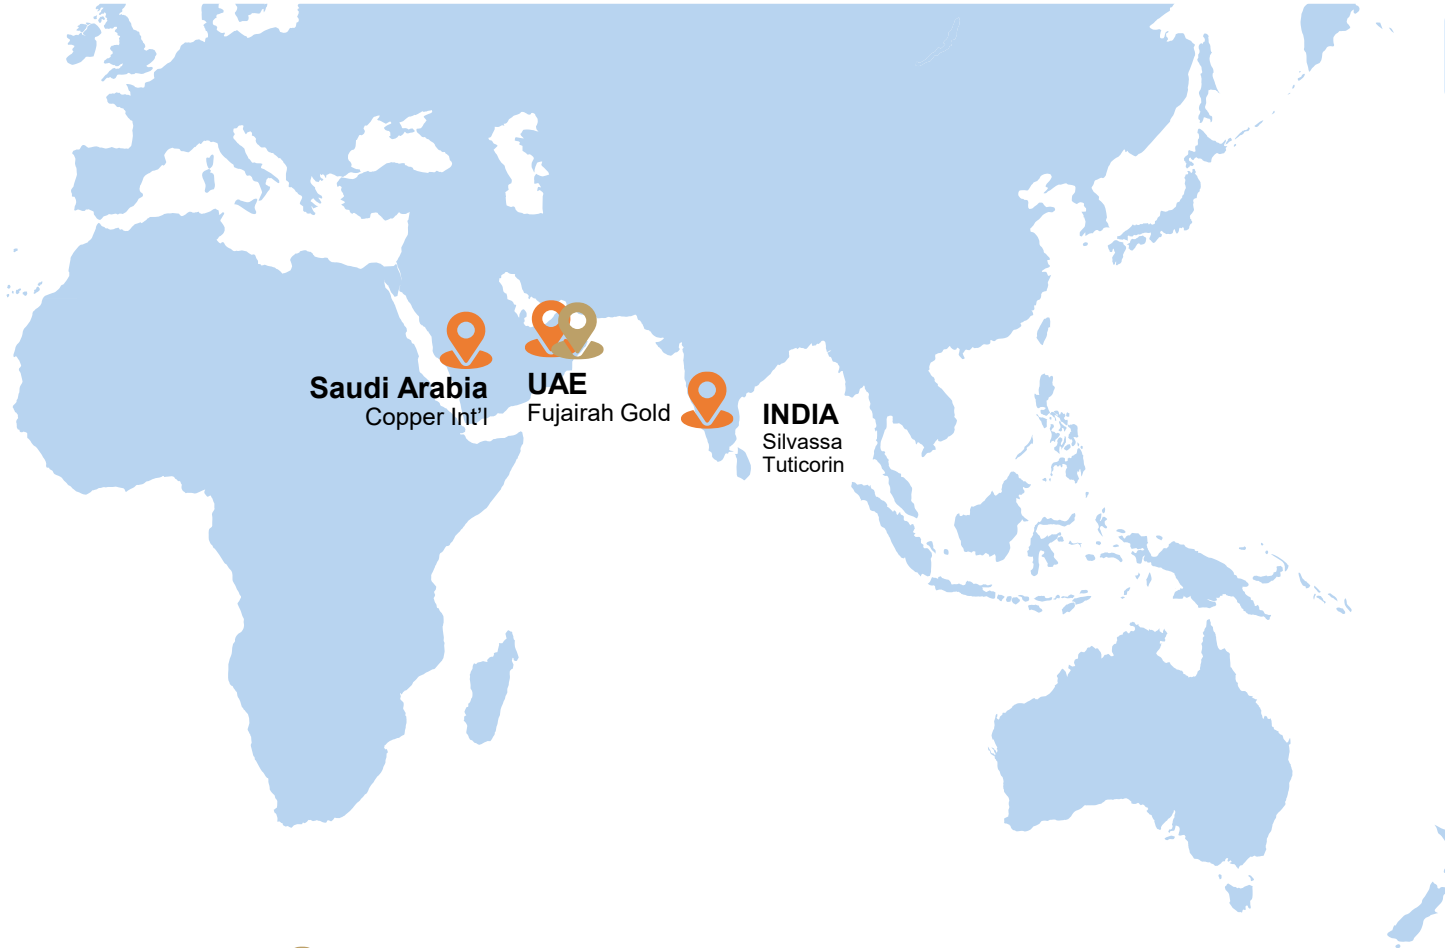 Saudi Arabia
Copper Int’l
UAE
Fujairah Gold
INDIA
Silvassa
Tuticorin